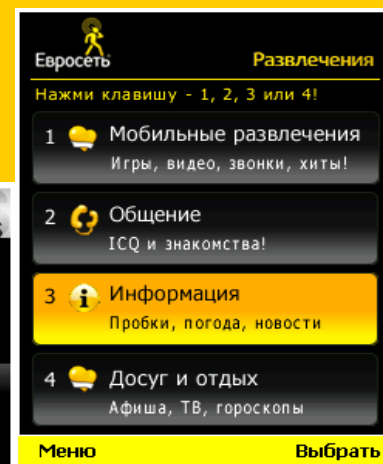 Евросеть
Развлечения
Нажми клавишу - 1, 2, 3 или 4!
1 Мобильные развлечения
Игры, видео, звонки, хиты!
2 Общение
ICQ и знакомства!
3 Информация
Пробки, погода, новости
4 Досуг и отдых
Афиша, ТВ, гороскопы
Меню Выбрать